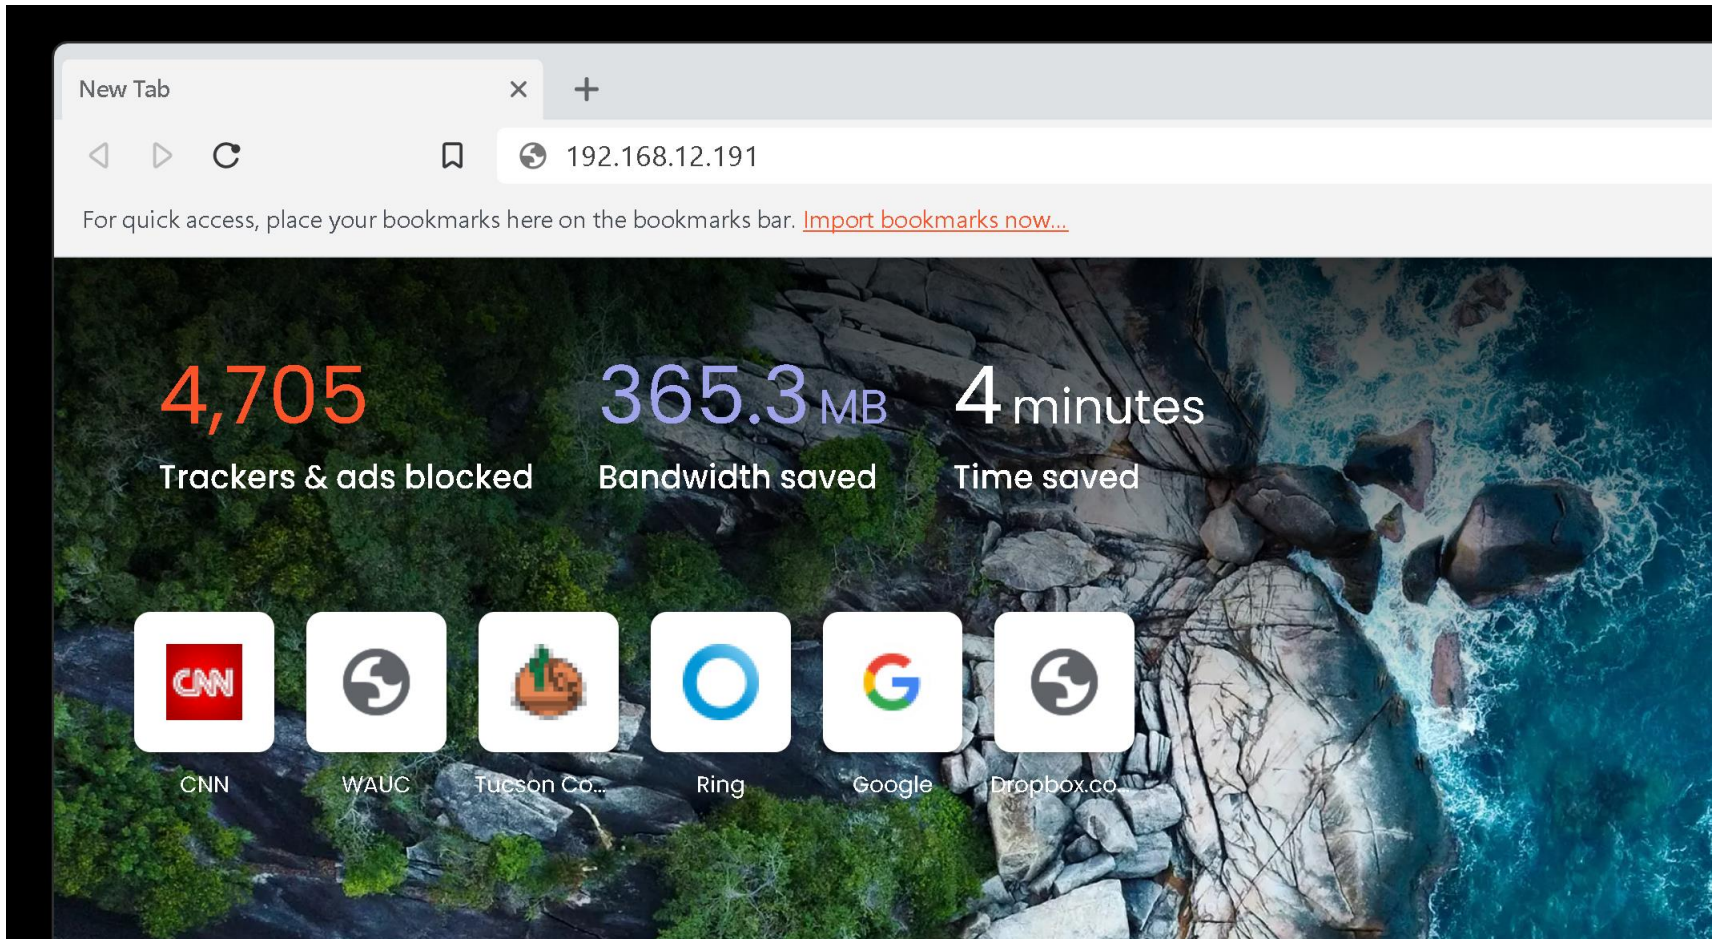 New Tab
192.168.12.191
For quick access, place your bookmarks here on the bookmarks bar. Import bookmarks now...
4,705 365.3 MB 4 minutes
Trackers & ads blocked Bandwidth saved Time saved
CNN
CNN WAUC Tucson Co... Ring Google Dropbox.co...